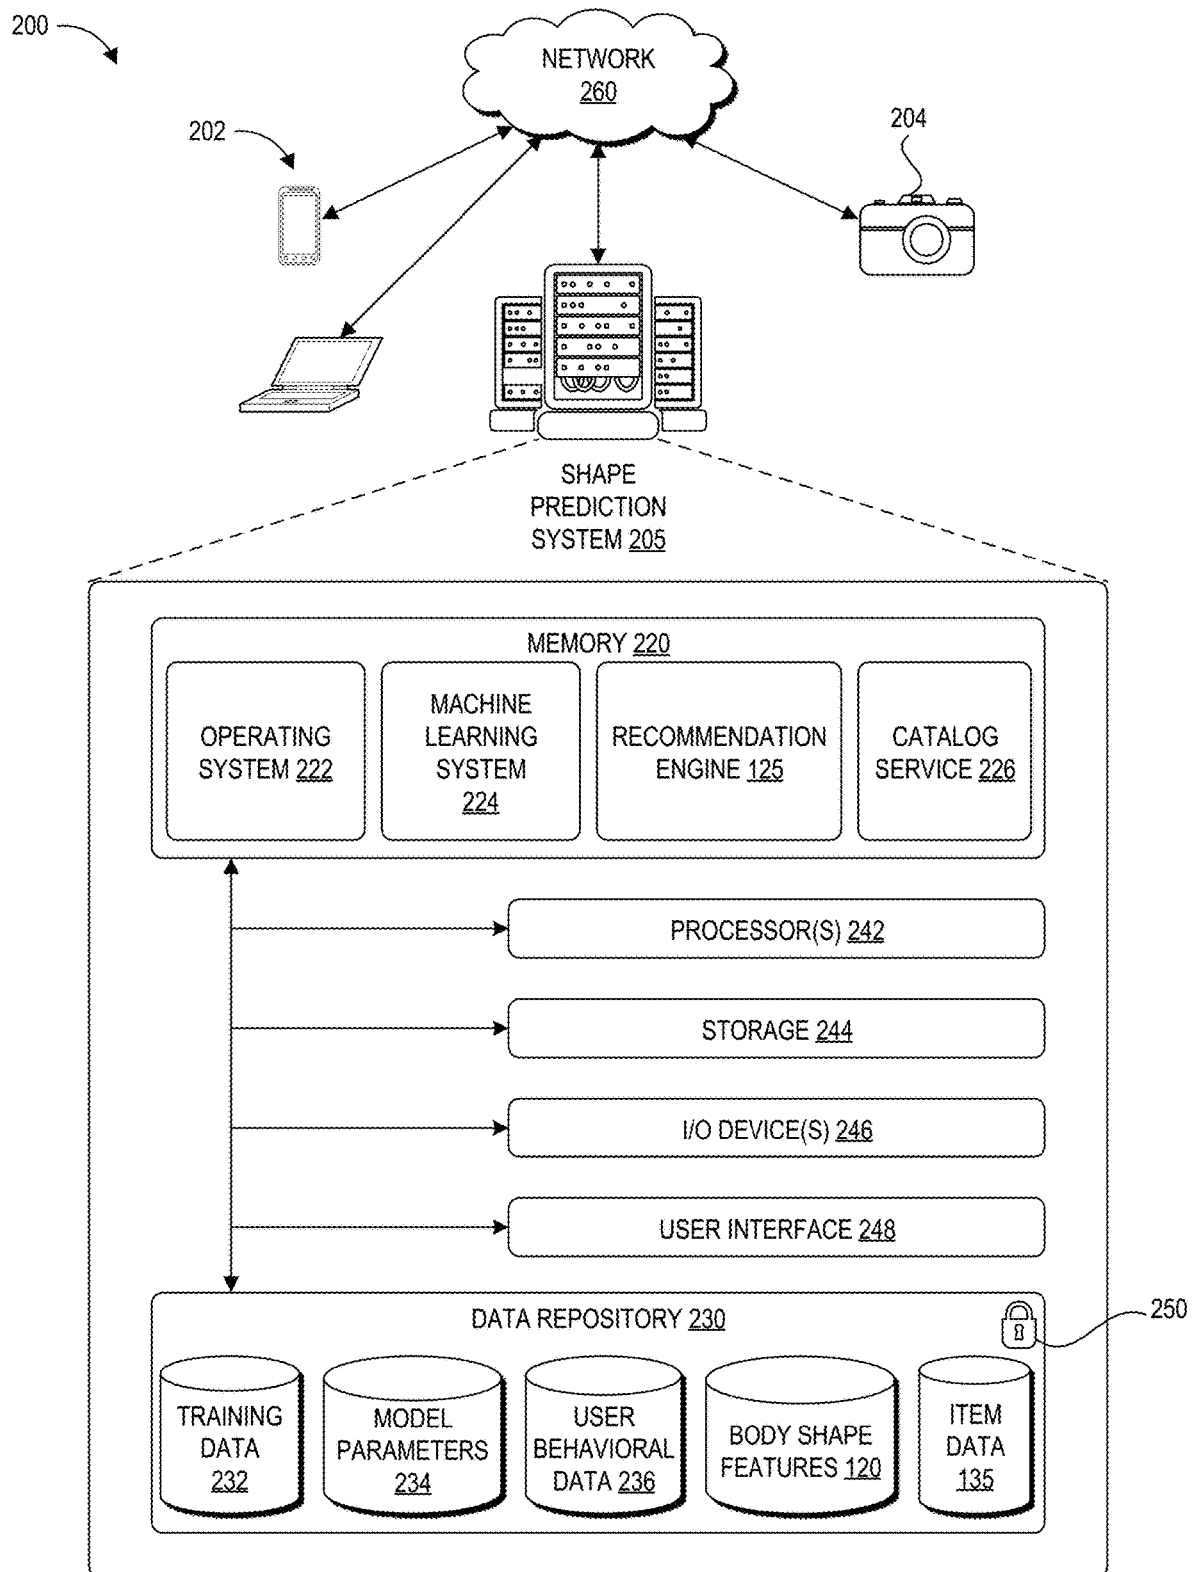 200
NETWORK
260
202
204
SHAPE
PREDICTION
SYSTEM 205
MEMORY 220
OPERATING
SYSTEM 222
MACHINE
LEARNING
SYSTEM
224
RECOMMENDATION
ENGINE 125
CATALOG
SERVICE 226
PROCESSOR(S) 242
STORAGE 244
I/O DEVICE(S) 246
USER INTERFACE 248
DATA REPOSITORY 230
250
TRAINING
DATA
232
MODEL
PARAMETERS
234
USER
BEHAVIORAL
DATA 236
BODY SHAPE
FEATURES 120
ITEM
DATA
135